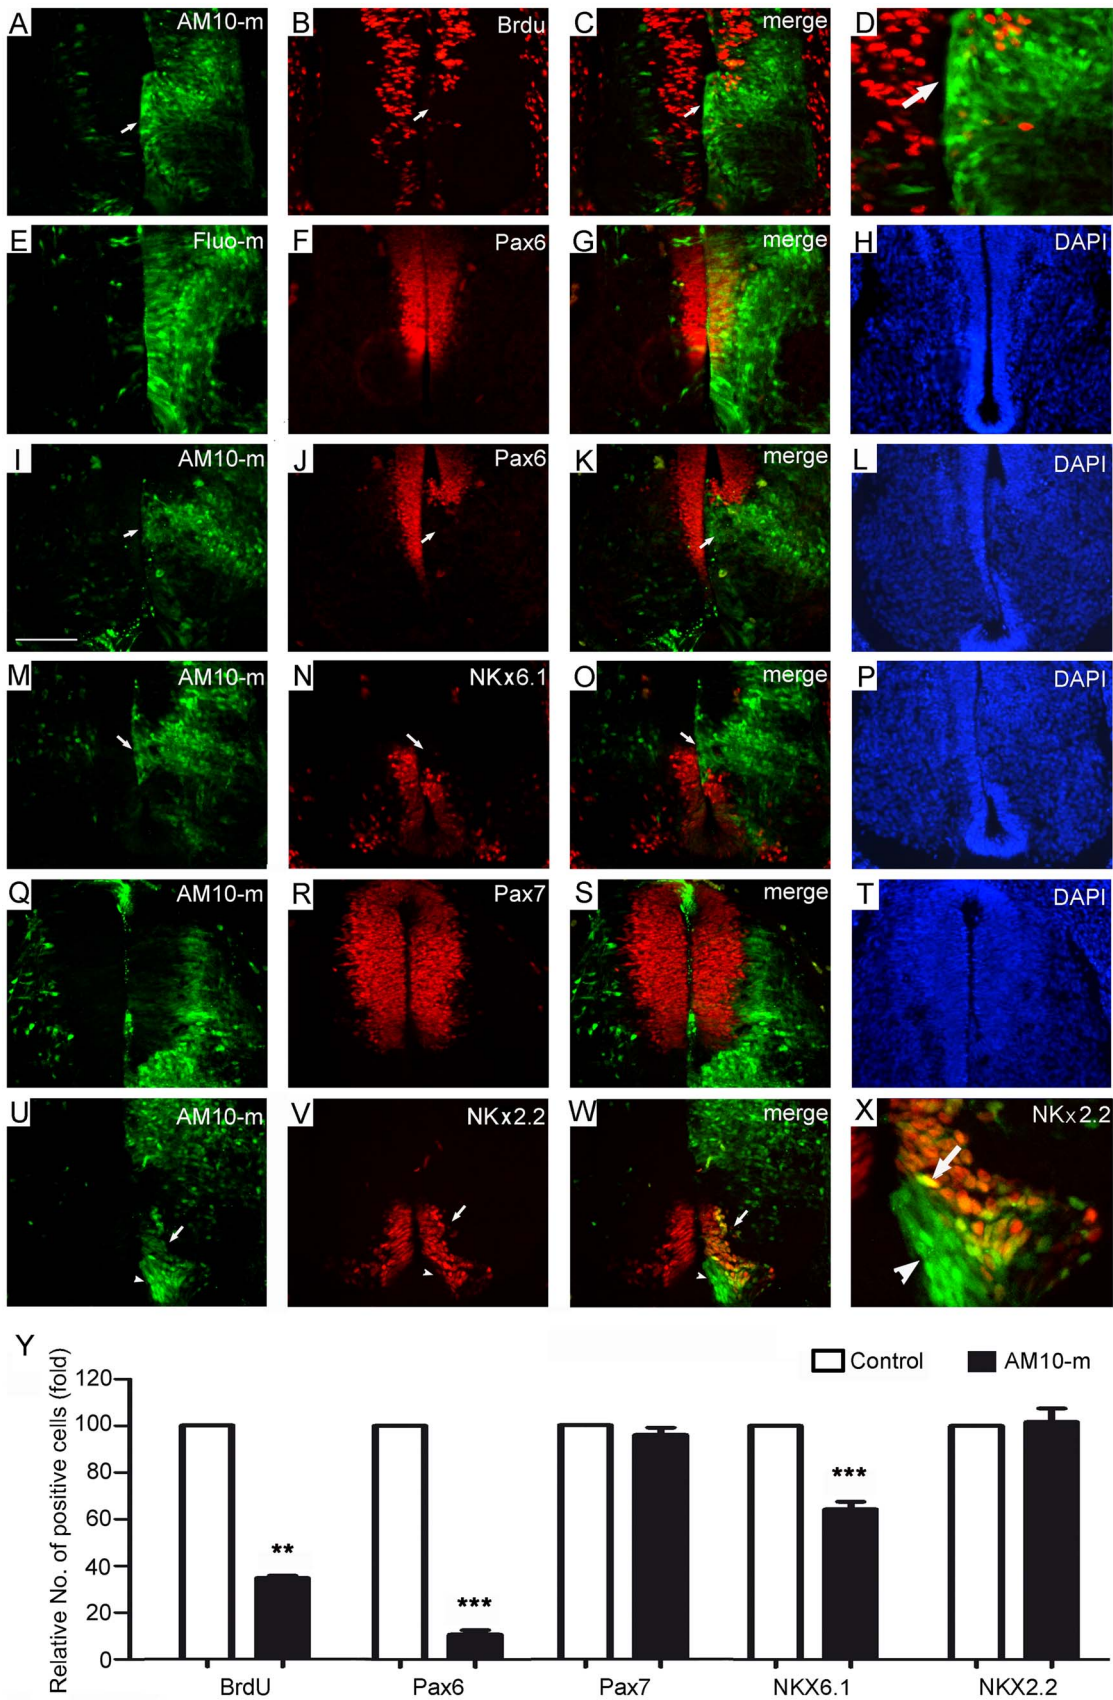 A AM10-m B Brdu C merge D
E Fluo-m F Pax6 G merge H DAPI
I AM10-m J Pax6 K merge L DAPI
M AM10-m N NKx6.1 O merge P DAPI
Q AM10-m R Pax7 S merge T DAPI
U AM10-m V NKx2.2 W merge X NKx2.2
Y
Control AM10-m
Relative No. of positive cells (fold)
120
100
80
60
40
20
0
**
***
***
BrdU Pax6 Pax7 NKX6.1 NKX2.2